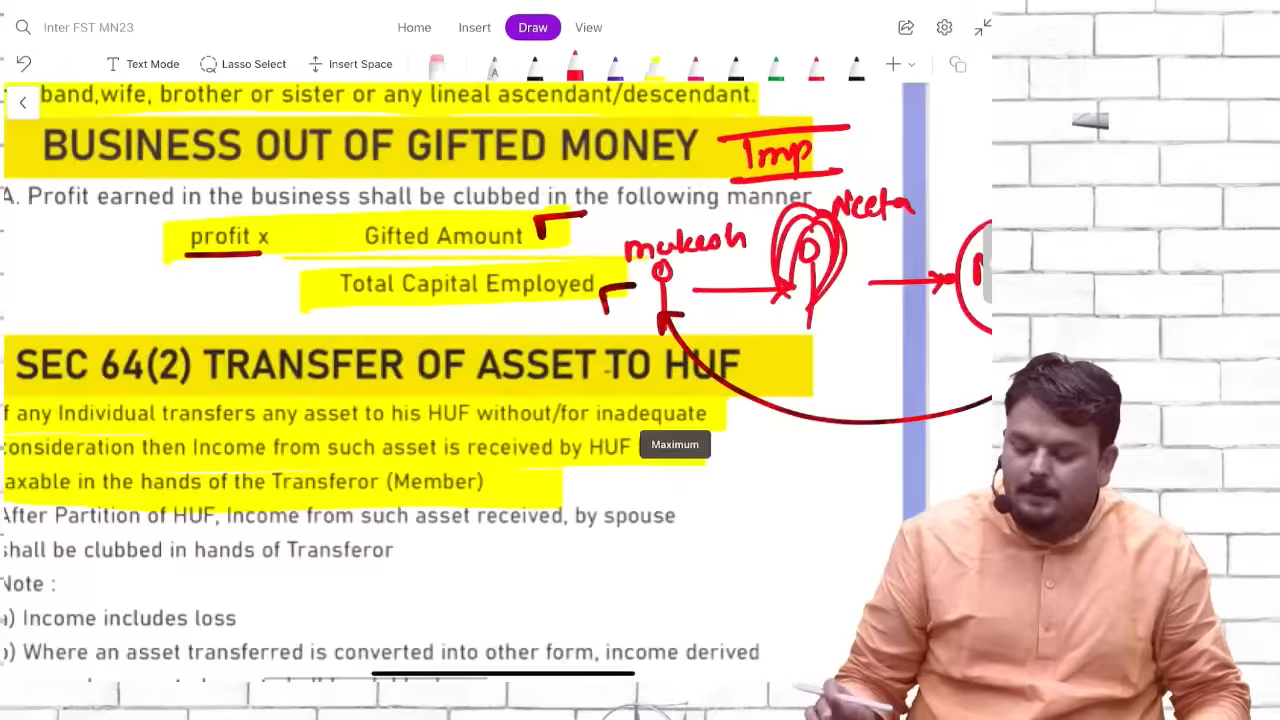 Inter FST MN23
Home Insert Draw View
Text Mode Lasso Select Insert Space
band,wife, brother or sister or any lineal ascendant/descendant.
BUSINESS OUT OF GIFTED MONEY Imp
A. Profit earned in the business shall be clubbed in the following manner
profit x Gifted Amount
Total Capital Employed
mukesh Neeta
SEC 64(2) TRANSFER OF ASSET TO HUF
f any Individual transfers any asset to his HUF without/for inadequate
consideration then Income from such asset is received by HUF
Maximum
axable in the hands of the Transferor (Member)
After Partition of HUF, Income from such asset received, by spouse
shall be clubbed in hands of Transferor
Note :
a) Income includes loss
b) Where an asset transferred is converted into other form, income derived